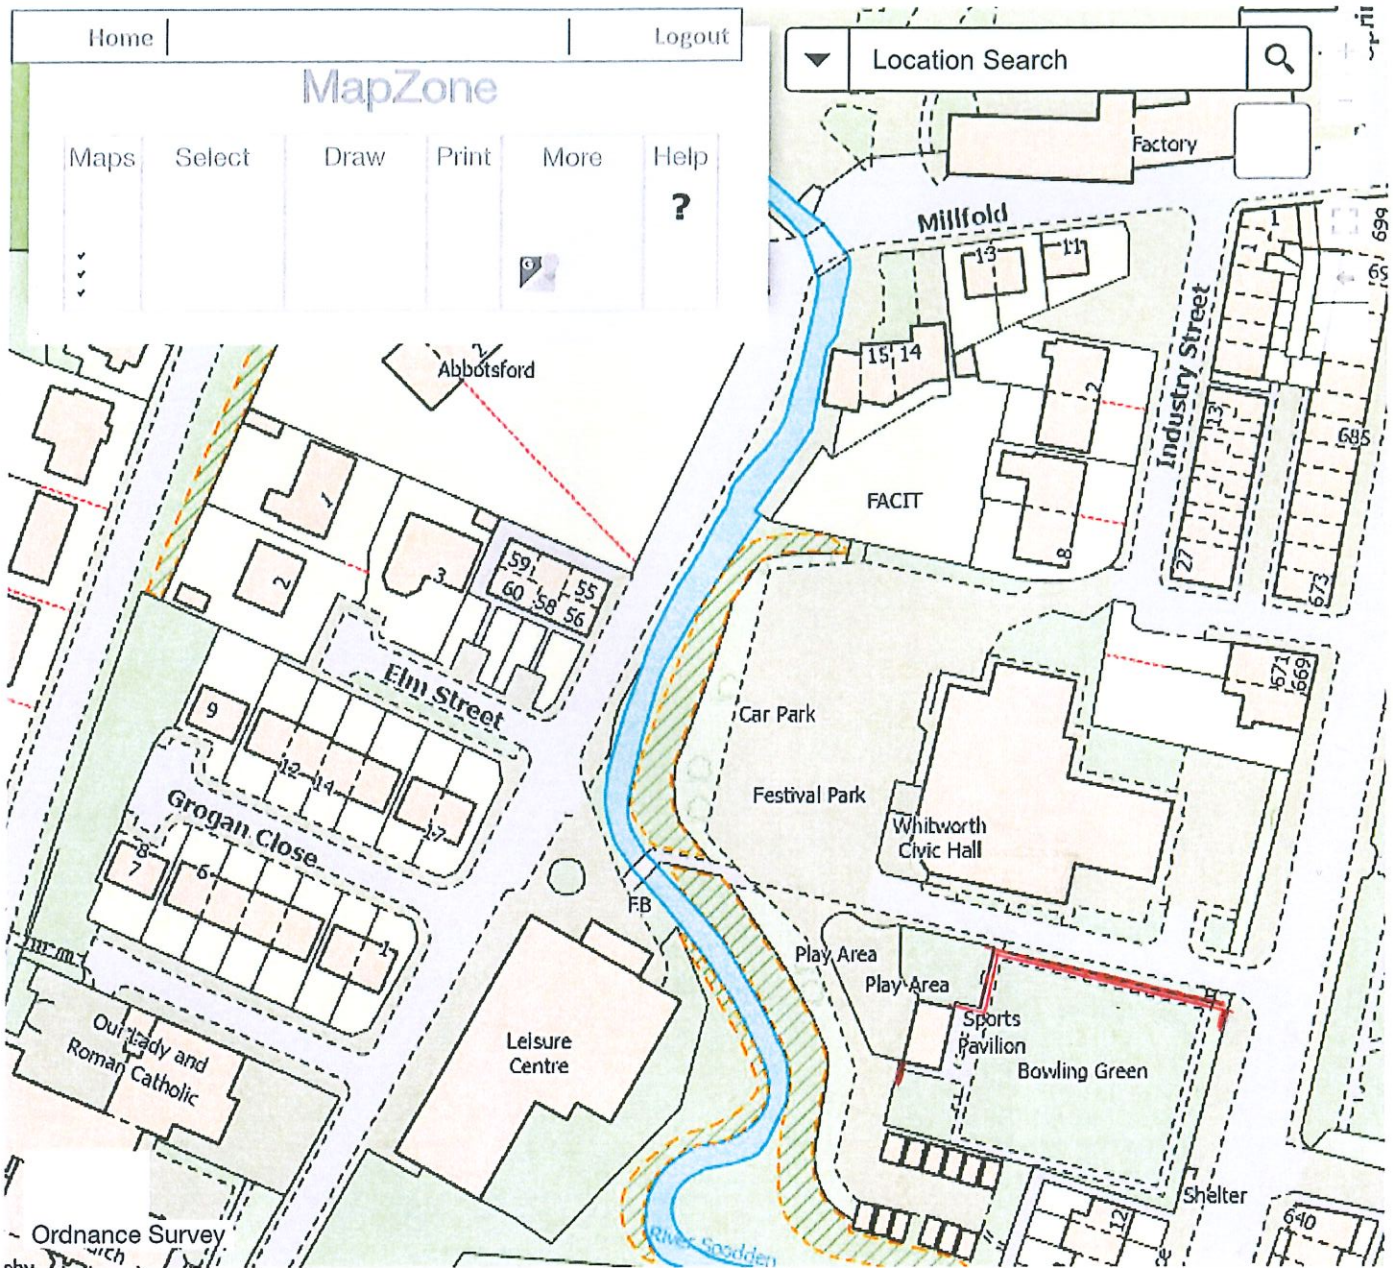 Home
Logout
MapZone
Location Search
Maps
Select
Draw
Print
More
Help
?
Factory
Millfold
13
11
1
699
Industry Street
15
14
2
Abbotsford
2
13
685
FACIT
1
8
27
673
2
3
59
60
58
55
56
Elm Street
671
669
9
12
14
17
Car Park
Festival Park
Whitworth
Civic Hall
Grogan Close
8
7
6
1
FB
Play Area
Play Area
Sports
Pavilion
Bowling Green
Our Lady and
Roman Catholic
Leisure
Centre
Shelter
12
640
River Spodden
Ordnance Survey